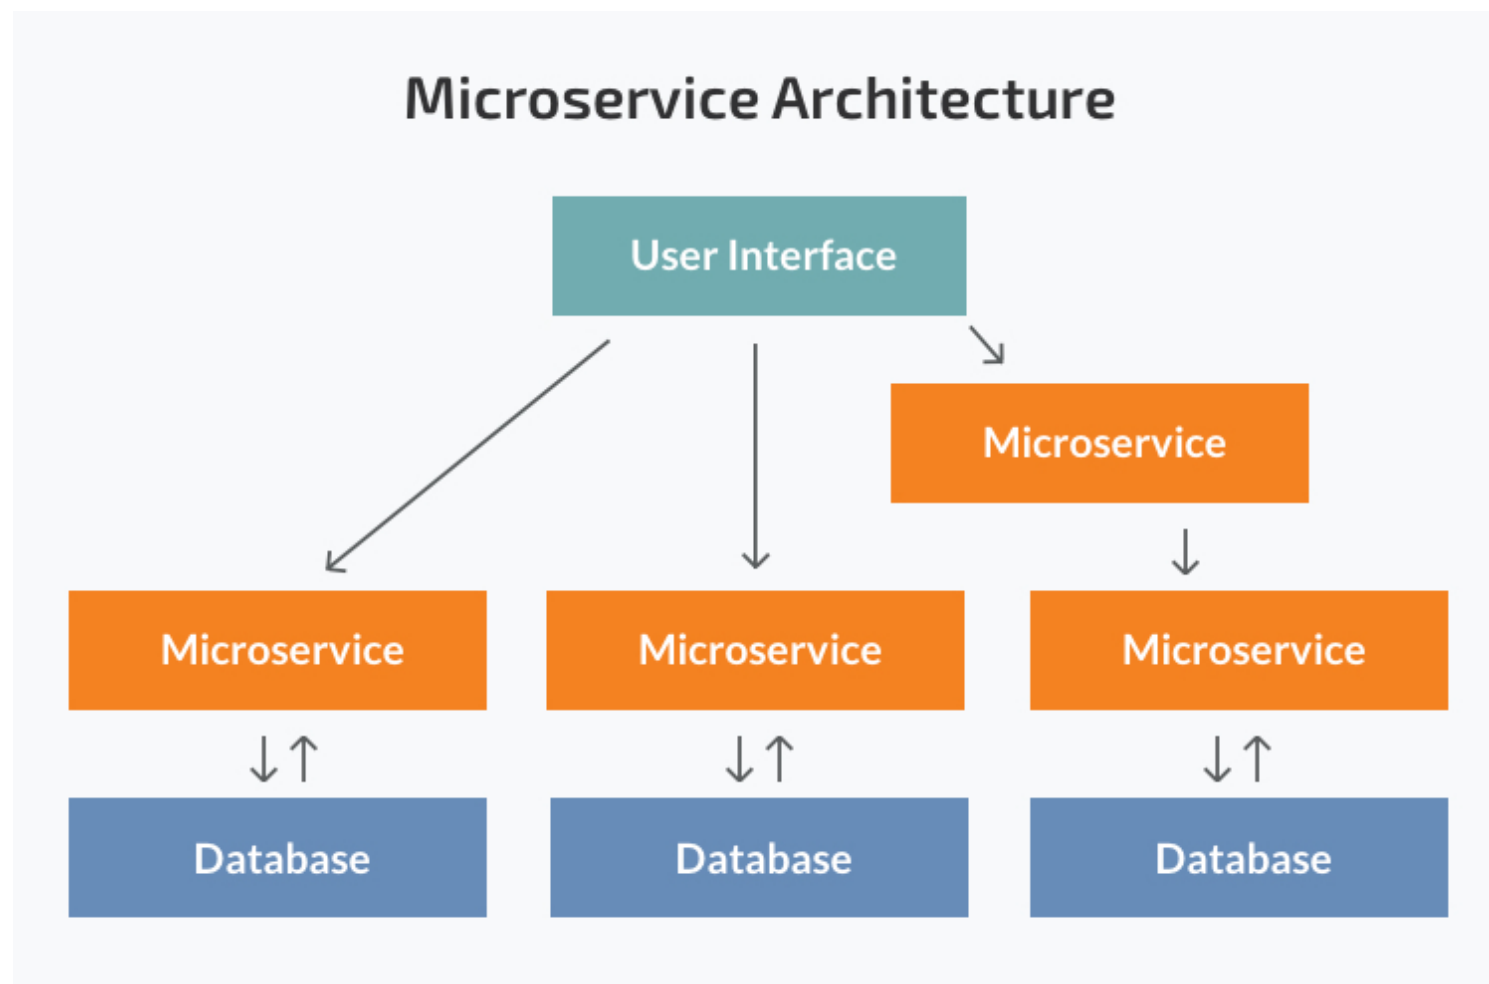 Microservice Architecture
User Interface
Microservice
Microservice
Microservice
Microservice
Database
Database
Database